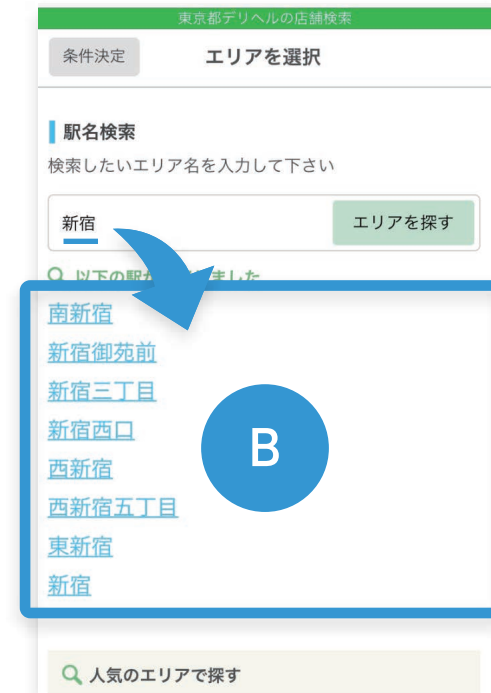 東京都デリヘルの店舗検索
条件決定
エリアを選択
駅名検索
検索したいエリア名を入力して下さい
新宿
エリアを探す
以下の駅が
ました
南新宿
新宿御苑前
新宿三丁目
新宿西口
西新宿
西新宿五丁目
東新宿
新宿
B
人気のエリアで探す